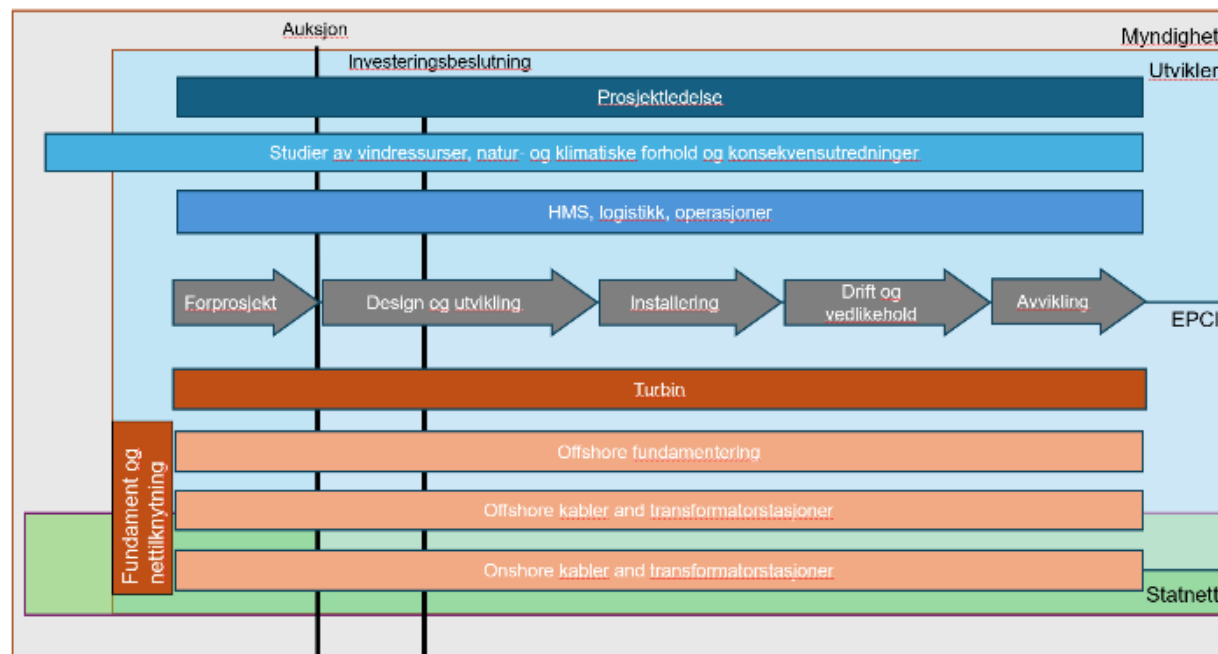 Auksjon
Myndighet
Investeringsbeslutning
Utvikler
Prosjektledelse
Studier av vindressurser, natur- og klimatiske forhold og konsekvensutredninger
HMS, logistikk, operasjoner
Forprosjekt
Design og utvikling
Installering
Drift og
vedlikehold
Avvikling
EPCI
Turbin
Fundament og
nettilknytning
Offshore fundamentering
Offshore kabler and transformatorstasjoner
Onshore kabler and transformatorstasjoner
Statnett